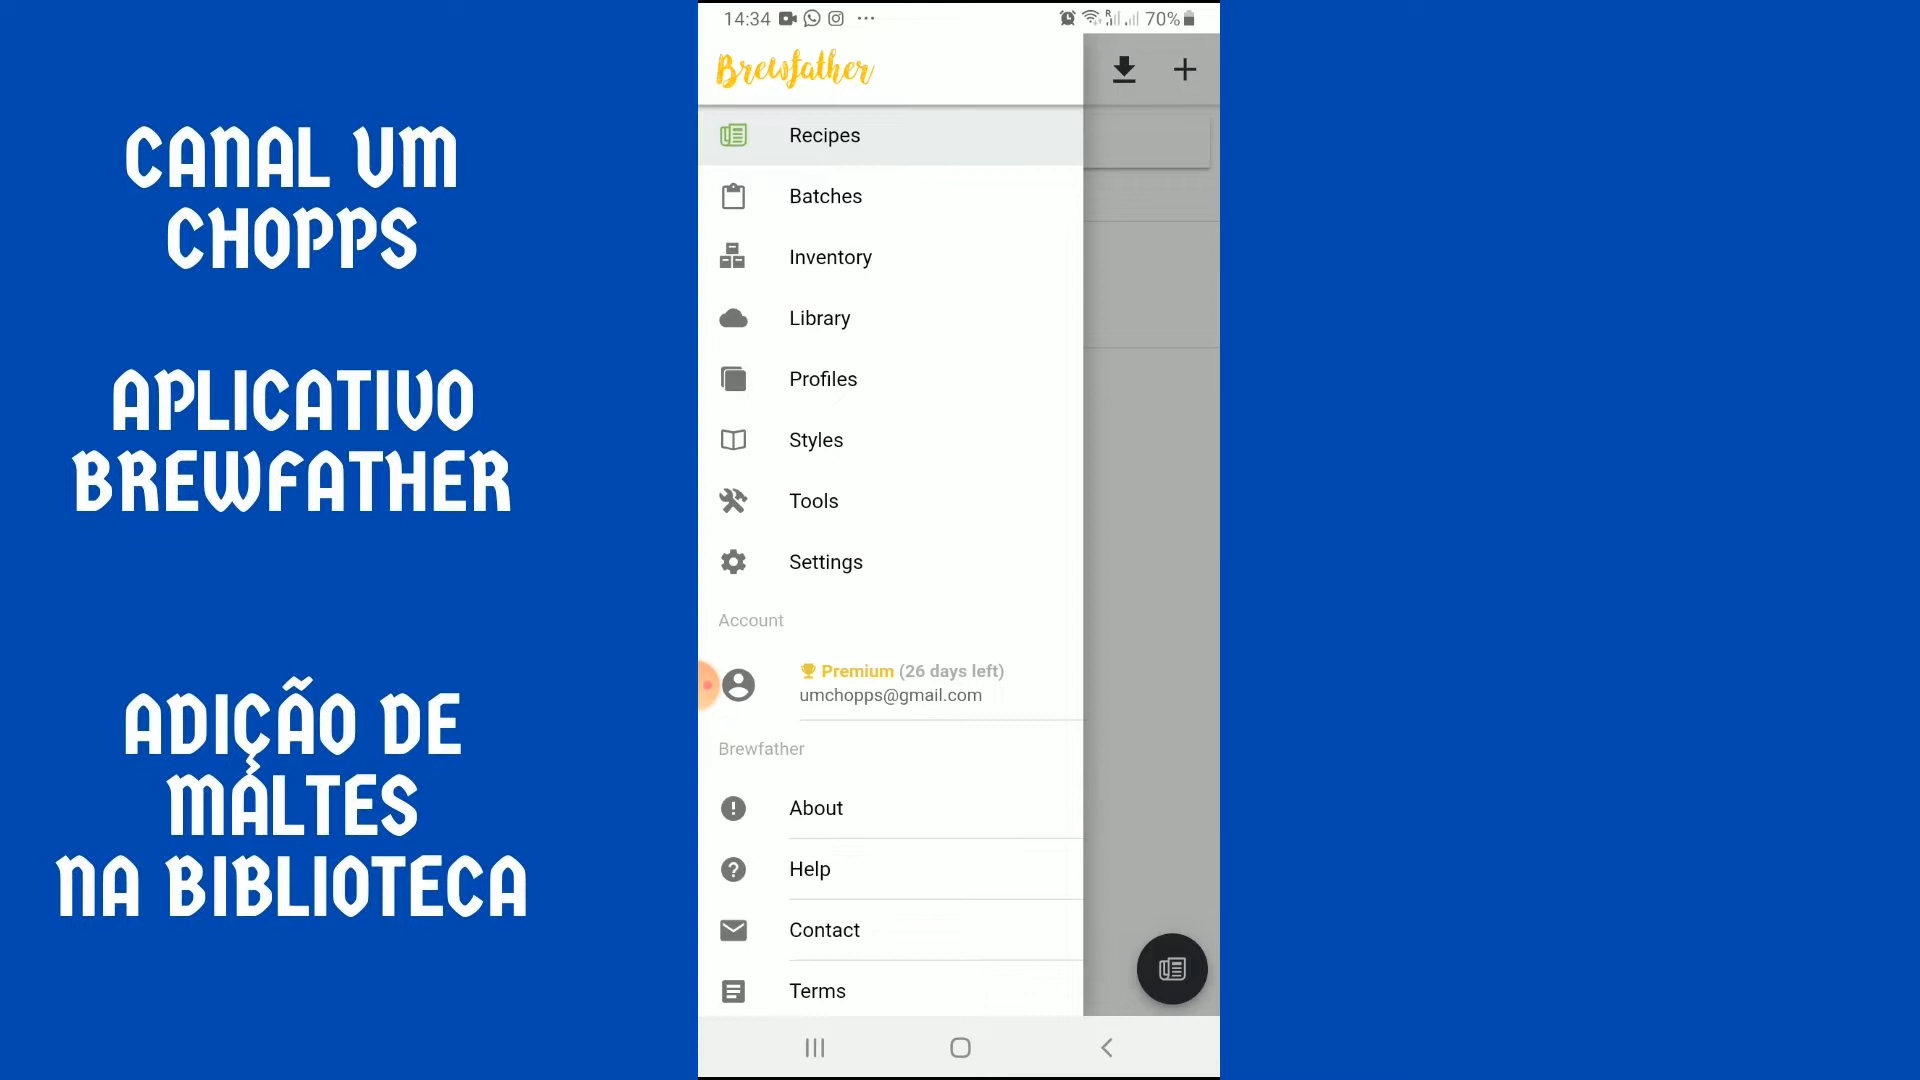 CANAL UM
CHOPPS
APLICATIVO
BREWFATHER
ADIÇÃO DE
MALTES
NA BIBLIOTECA
14:34
R
70%
Brewfather
Recipes
Batches
Inventory
Library
Profiles
Styles
Tools
Settings
Account
Premium (26 days left)
umchopps@gmail.com
Brewfather
About
Help
Contact
Terms